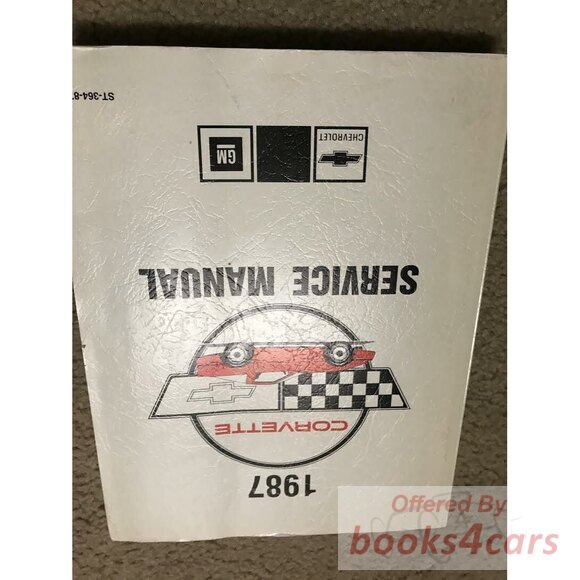 1987
CORVETTE
SERVICE MANUAL
CHEVROLET
GM
ST-364-87
Offered By
books4cars